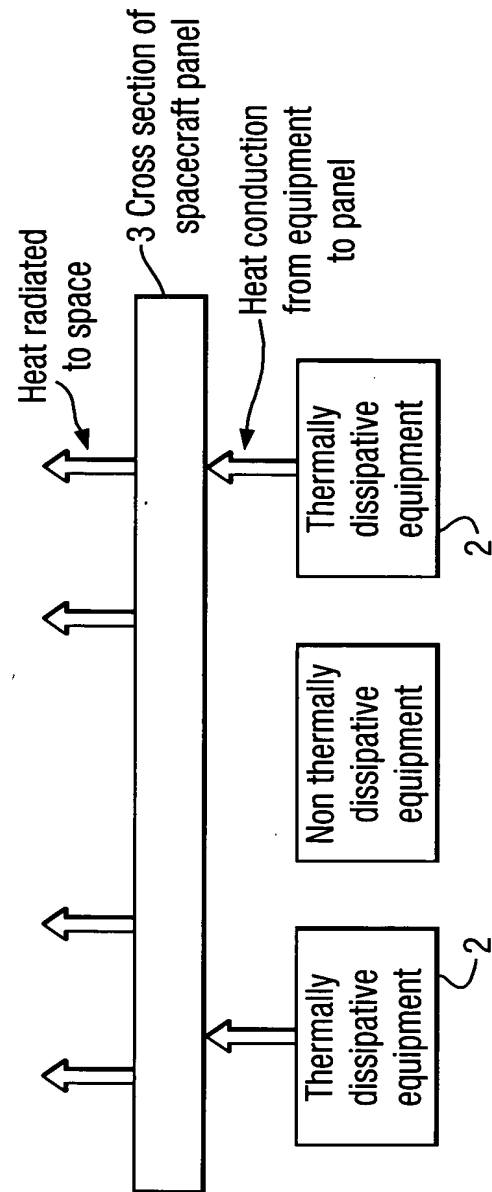 Heat radiated
to space
3 Cross section of
spacecraft panel
Heat conduction
from equipment
to panel
Thermally
dissipative
equipment
2
Non thermally
dissipative
equipment
Thermally
dissipative
equipment
2